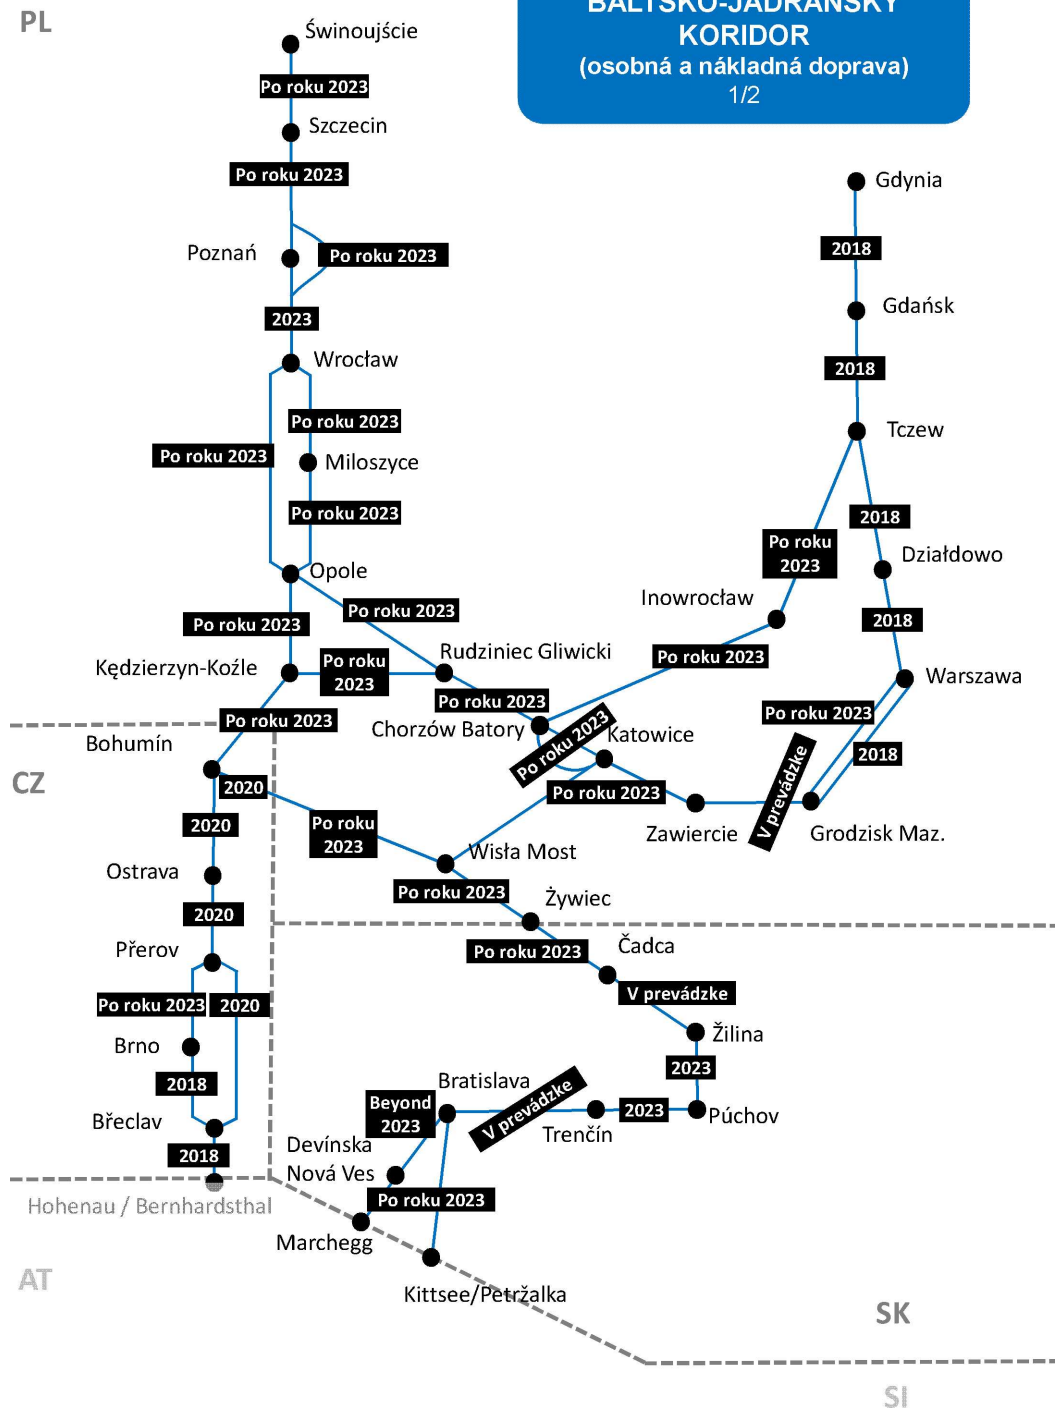 PL
BALTSKO-JADRANSKÝ
KORIDOR
(osobná a nákladná doprava)
1/2
Świnoujście
Po roku 2023
Szczecin
Po roku 2023
Gdynia
Poznań
Po roku 2023
2018
Gdańsk
2023
Wrocław
2018
Po roku 2023
Tczew
Po roku 2023
Miloszyce
Po roku 2023
2018
Po roku
2023
Działdowo
Opole
Inowrocław
Po roku 2023
Po roku 2023
2018
Rudziniec Gliwicki
Po roku 2023
Kędzierzyn-Koźle
Po roku
2023
Warszawa
Po roku 2023
Po roku 2023
Po roku 2023
Chorzów Batory
Katowice
Bohumín
Po roku 2023
V prevádzke
2018
CZ
2020
Po roku 2023
2020
Po roku
2023
Zawiercie
Grodzisk Maz.
Wisła Most
Ostrava
Po roku 2023
Żywiec
2020
Přerov
Po roku 2023
Čadca
Po roku 2023
2020
V prevádzke
Žilina
Brno
2018
2023
Bratislava
V prevádzke
Beyond
2023
Trenčín
2023
Púchov
Břeclav
Devínska
Nová Ves
2018
Po roku 2023
Hohenau / Bernhardsthal
Marchegg
AT
Kittsee/Petržalka
SK
SI